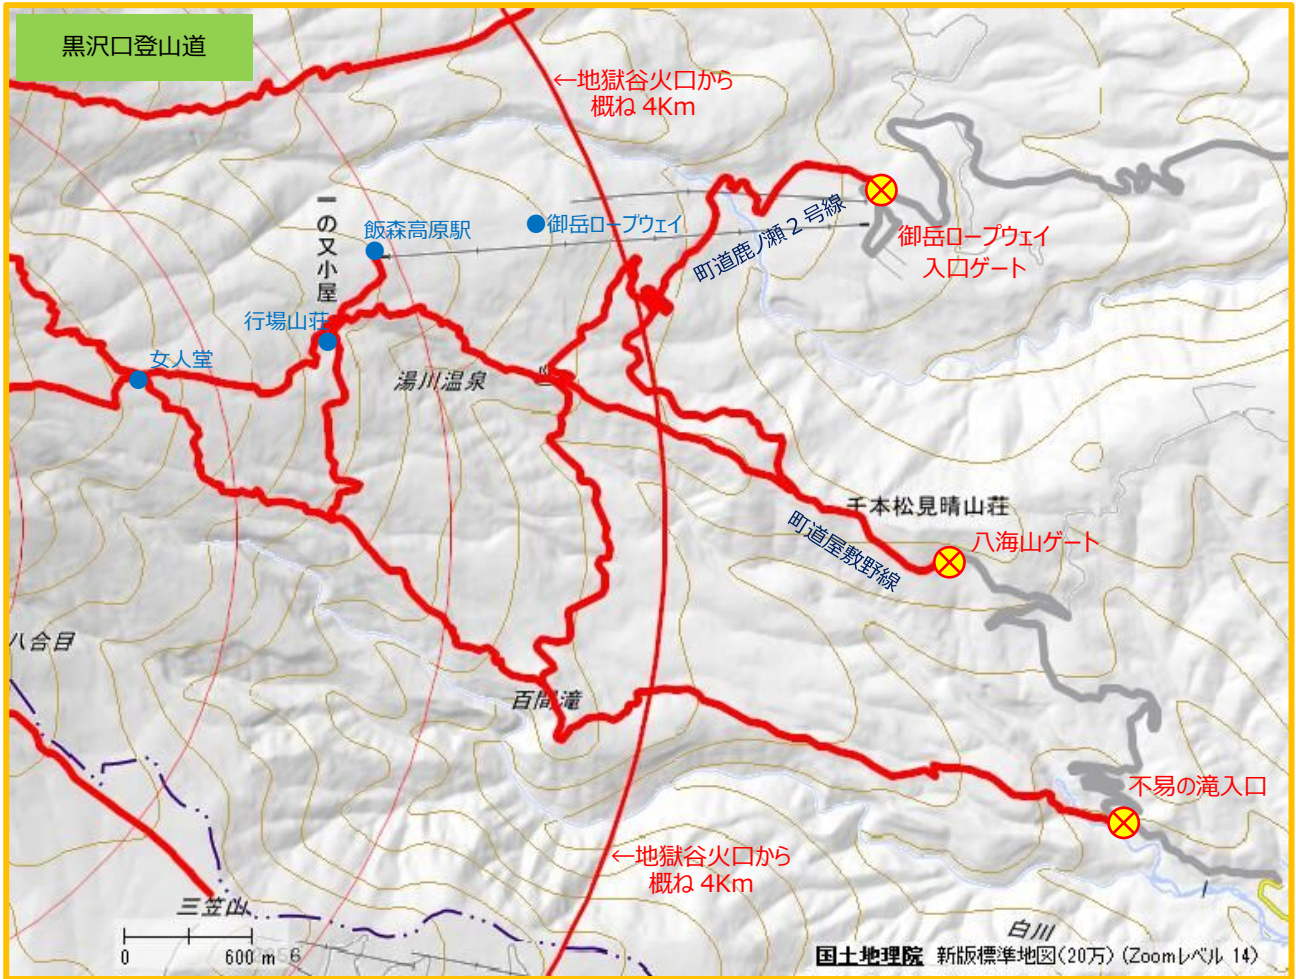 黒沢口登山道
←地獄谷火口から
概ね 4Km
一の又小屋
飯森高原駅
御岳ロープウェイ
町道鹿ノ瀬２号線
御岳ロープウェイ
入口ゲート
行場山荘
女人堂
湯川温泉
千本松見晴山荘
八海山ゲート
町道屋敷野線
八合目
百間滝
不易の滝入口
←地獄谷火口から
概ね 4Km
三笠山
白川
0 600 m
国土地理院 新版標準地図(20万) (Zoomレベル 14)